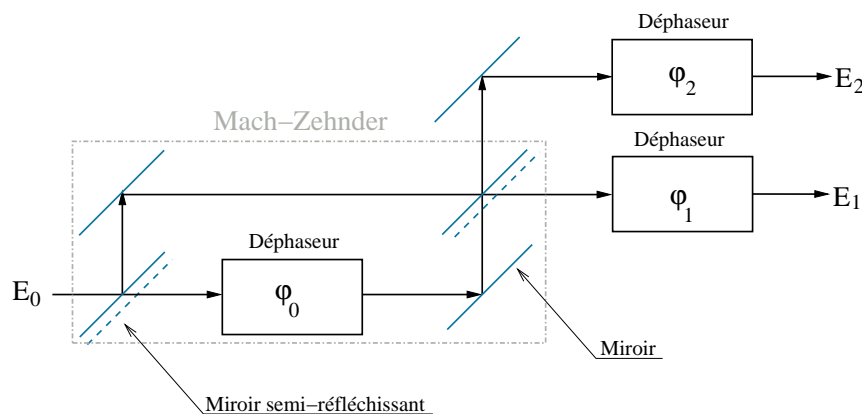 Déphaseur
φ2
E2
Mach−Zehnder
Déphaseur
φ1
E1
Déphaseur
φ0
E0
Miroir
Miroir semi−réfléchissant